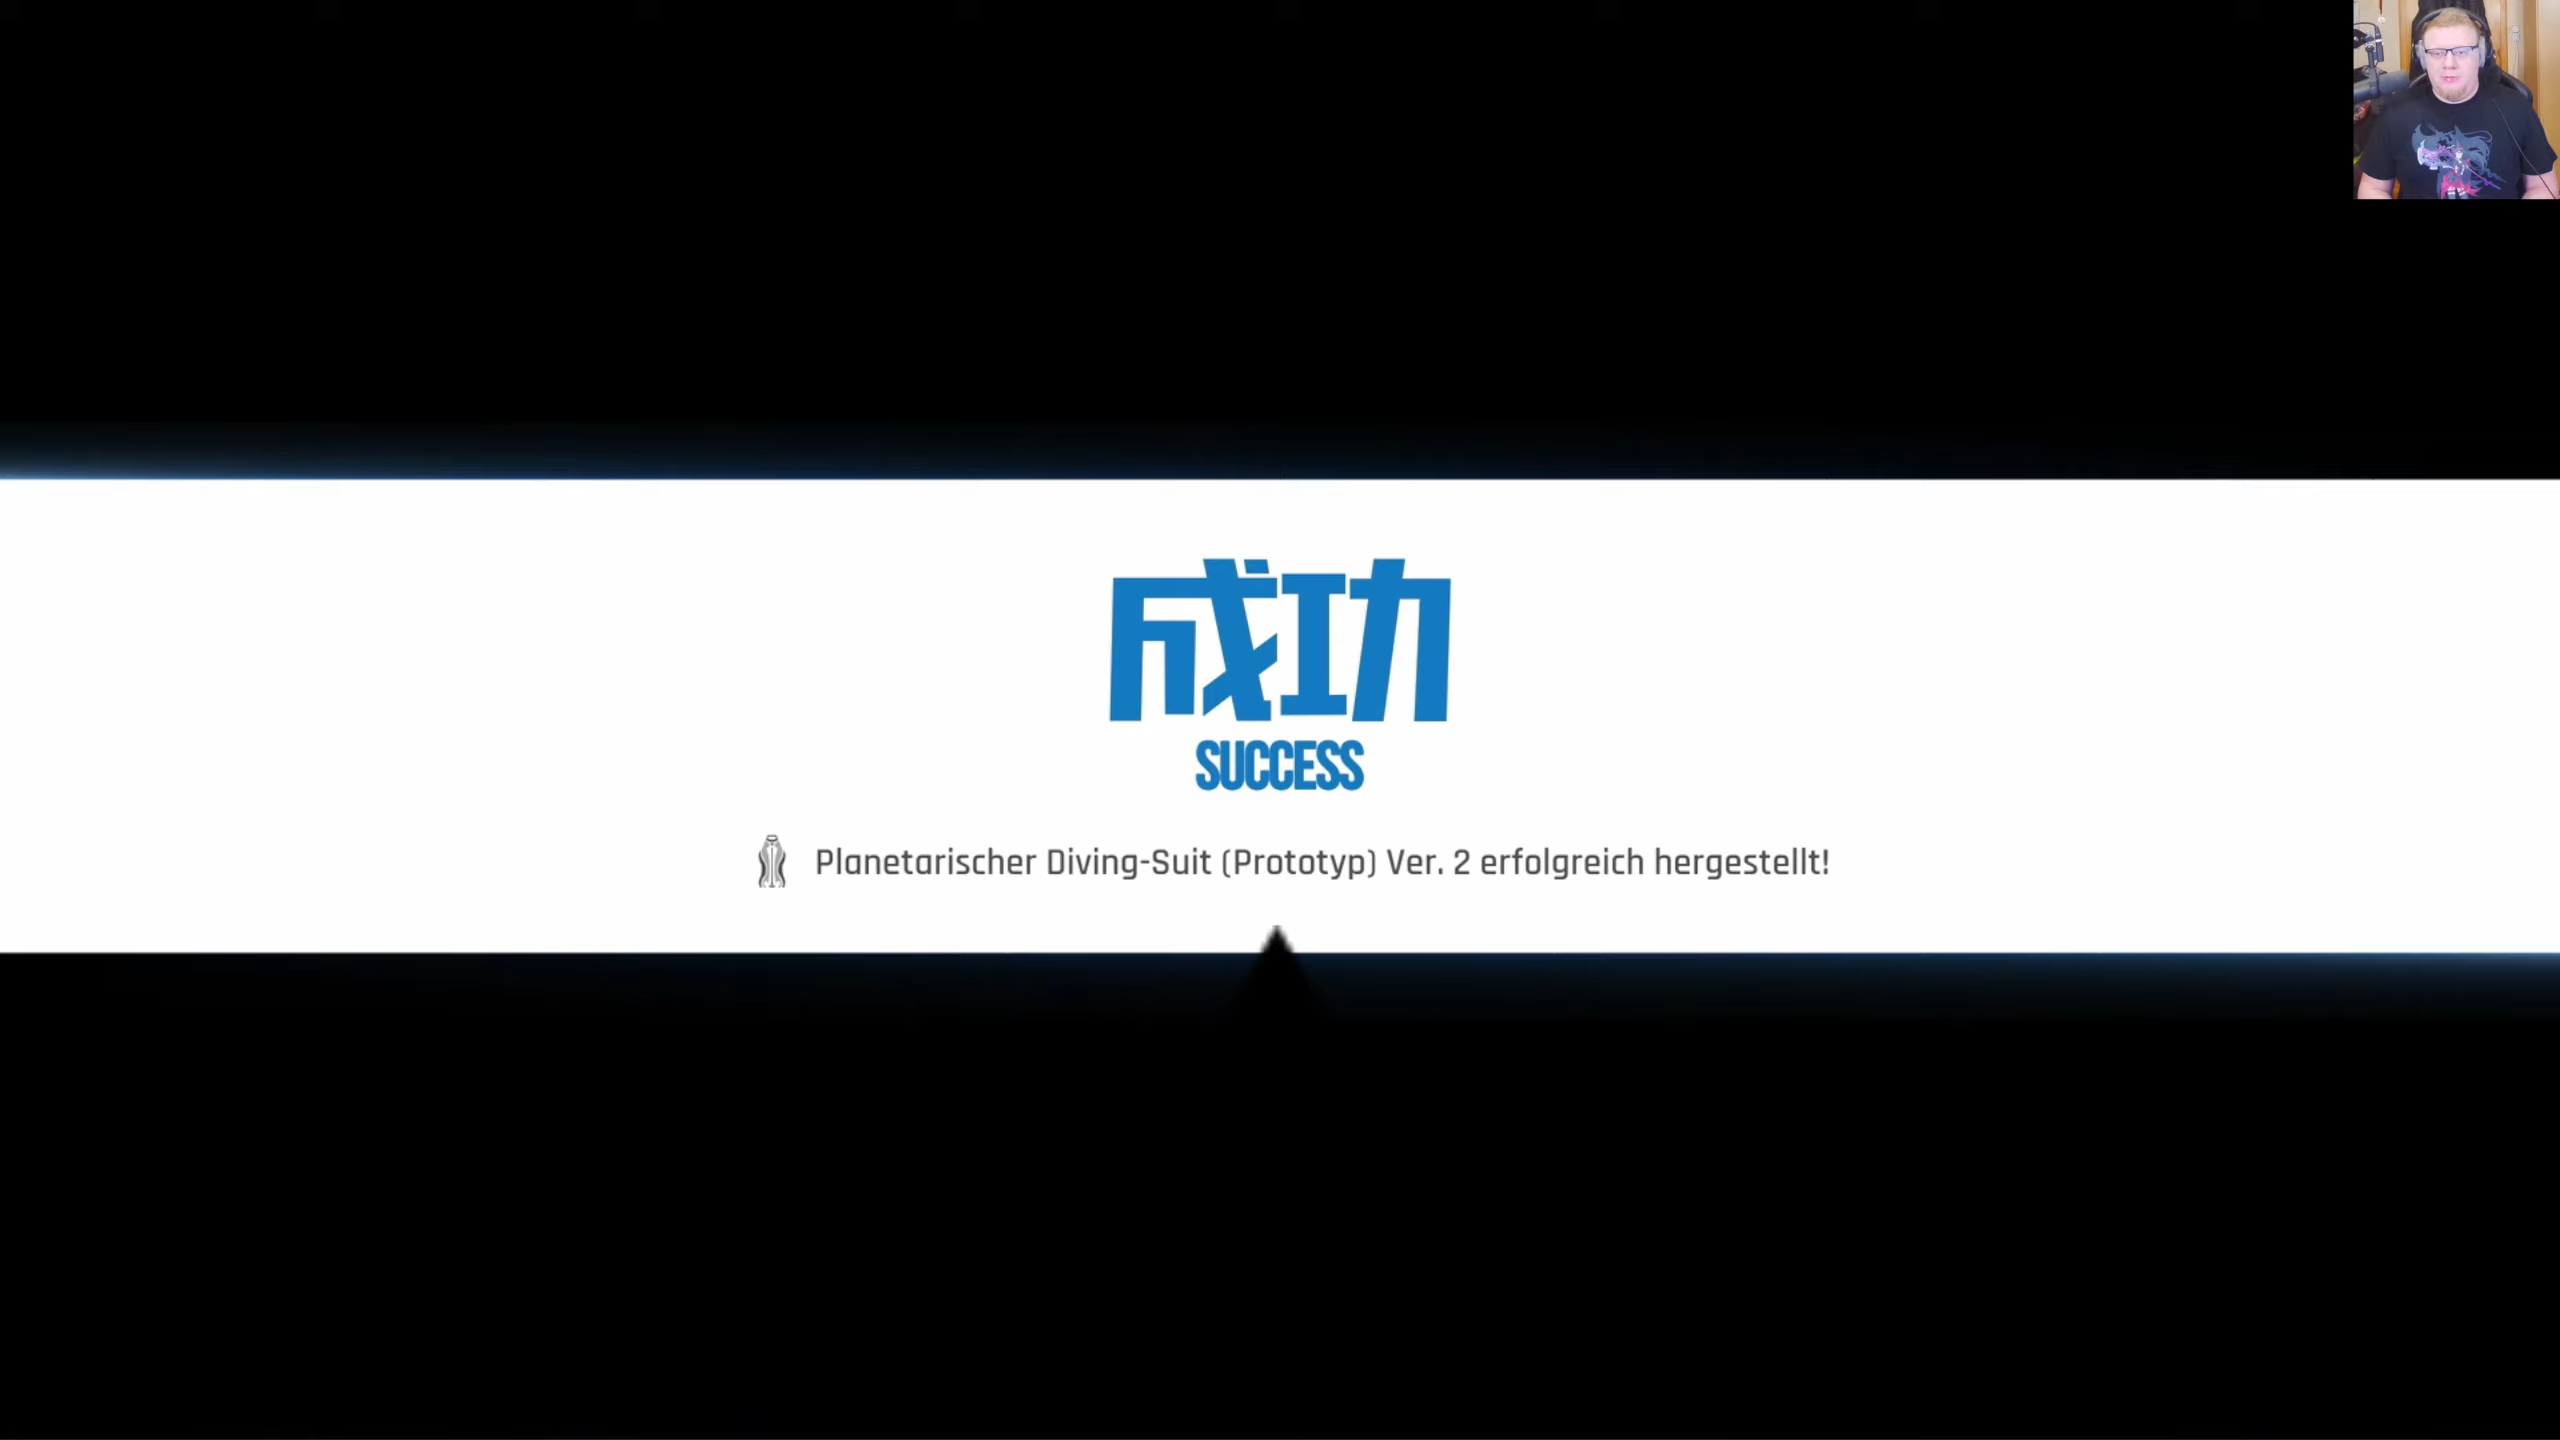 成功
SUCCESS
Planetarischer Diving-Suit (Prototyp) Ver. 2 erfolgreich hergestellt!